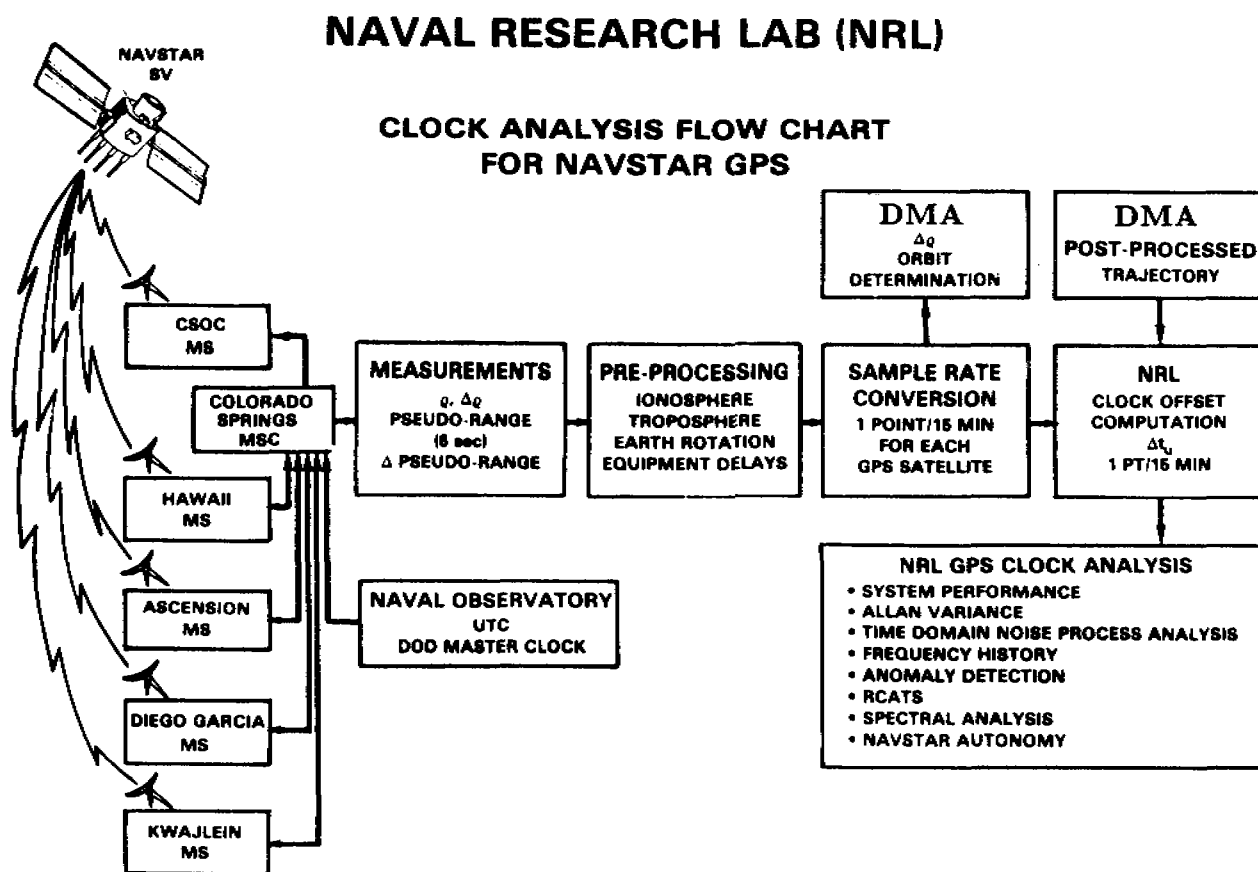 NAVAL RESEARCH LAB (NRL)
NAVSTAR
SV
CLOCK ANALYSIS FLOW CHART
FOR NAVSTAR GPS
DMA
Δρ
ORBIT
DETERMINATION
DMA
POST-PROCESSED
TRAJECTORY
CSOC
MS
COLORADO
SPRINGS
MSC
MEASUREMENTS
ρ, Δρ
PSEUDO-RANGE
(6 sec)
Δ PSEUDO-RANGE
PRE-PROCESSING
IONOSPHERE
TROPOSPHERE
EARTH ROTATION
EQUIPMENT DELAYS
SAMPLE RATE
CONVERSION
1 POINT/15 MIN
FOR EACH
GPS SATELLITE
NRL
CLOCK OFFSET
COMPUTATION
Δtᵤ
1 PT/15 MIN
HAWAII
MS
ASCENSION
MS
NAVAL OBSERVATORY
UTC
DOD MASTER CLOCK
DIEGO GARCIA
MS
KWAJLEIN
MS
NRL GPS CLOCK ANALYSIS
• SYSTEM PERFORMANCE
• ALLAN VARIANCE
• TIME DOMAIN NOISE PROCESS ANALYSIS
• FREQUENCY HISTORY
• ANOMALY DETECTION
• RCATS
• SPECTRAL ANALYSIS
• NAVSTAR AUTONOMY